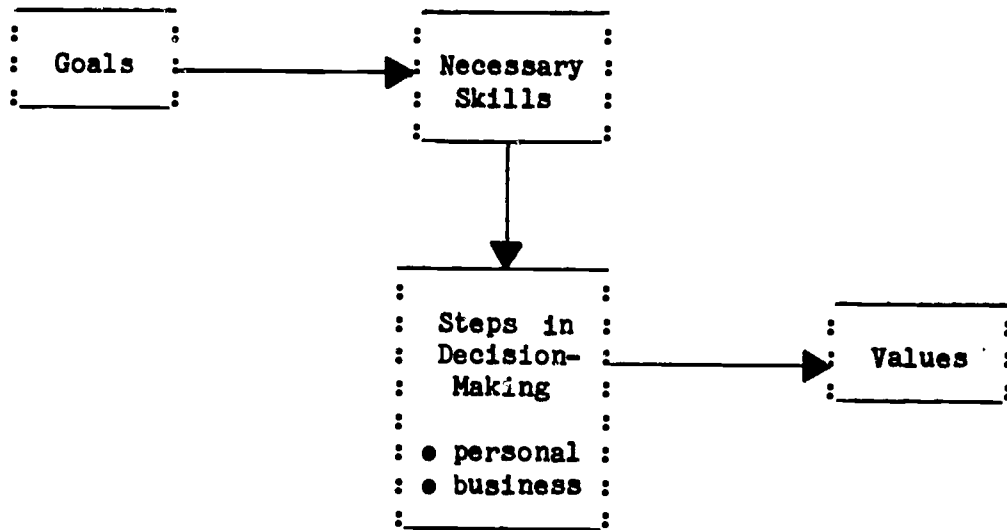 Goals
Necessary
Skills
Steps in
Decision-
Making
● personal
● business
Values